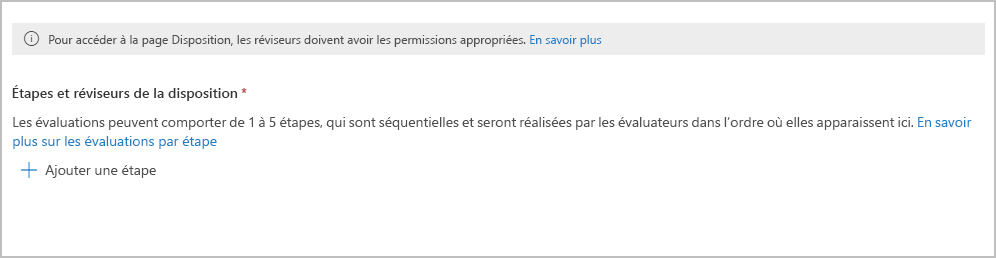 Pour accéder à la page Disposition, les réviseurs doivent avoir les permissions appropriées. En savoir plus
Étapes et réviseurs de la disposition *
Les évaluations peuvent comporter de 1 à 5 étapes, qui sont séquentielles et seront réalisées par les évaluateurs dans l'ordre où elles apparaissent ici. En savoir
plus sur les évaluations par étape
Ajouter une étape